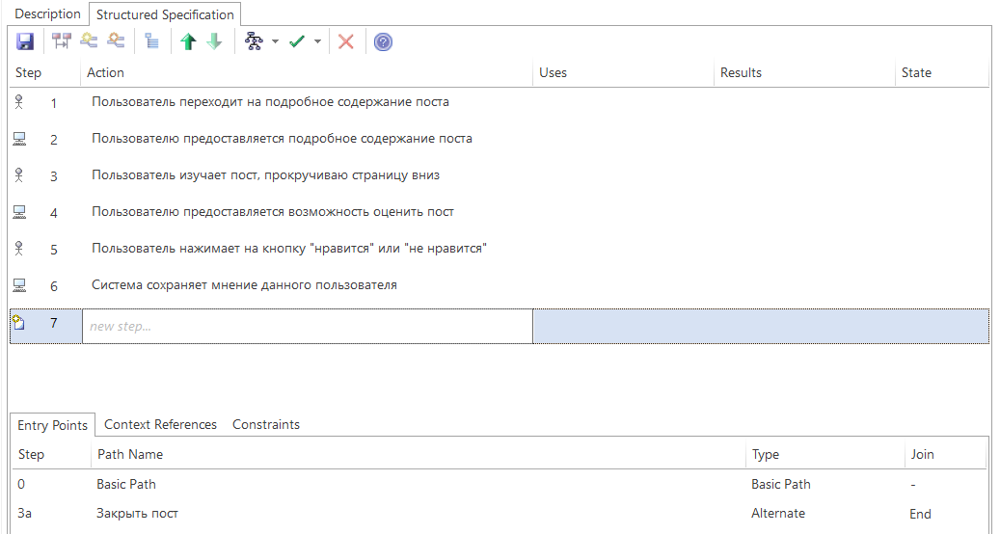 Description Structured Specification
Step Action Uses Results State
1 Пользователь переходит на подробное содержание поста
2 Пользователю предоставляется подробное содержание поста
3 Пользователь изучает пост, прокручиваю страницу вниз
4 Пользователю предоставляется возможность оценить пост
5 Пользователь нажимает на кнопку "нравится" или "не нравится"
6 Система сохраняет мнение данного пользователя
7 new step...
Entry Points Context References Constraints
Step Path Name Type Join
0 Basic Path Basic Path -
3a Закрыть пост Alternate End